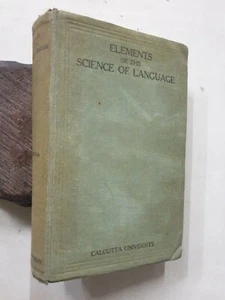 ELEMENTS
OF THE
SCIENCE OF LANGUAGE
CALCUTTA UNIVERSITY